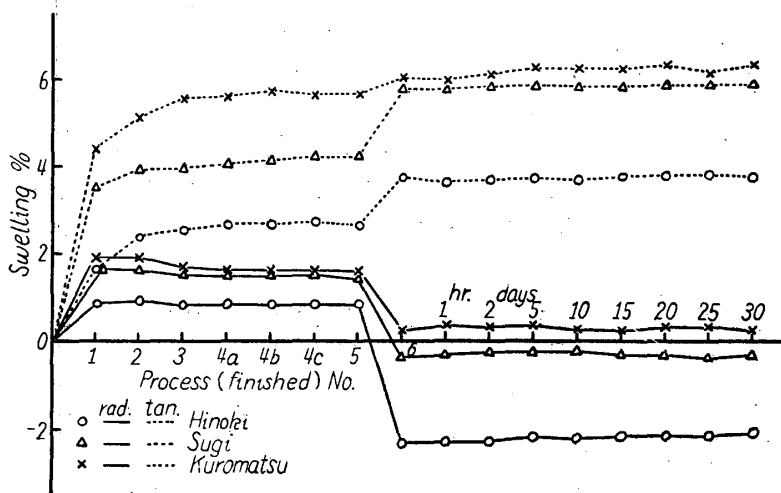 Swelling %
6
4
2
0
-2
hr. days
1 2 5 10 15 20 25 30
1 2 3 4a 4b 4c 5 6
Process (finished) No.
rad. tan.
Hinoki
Sugi
Kuromatsu